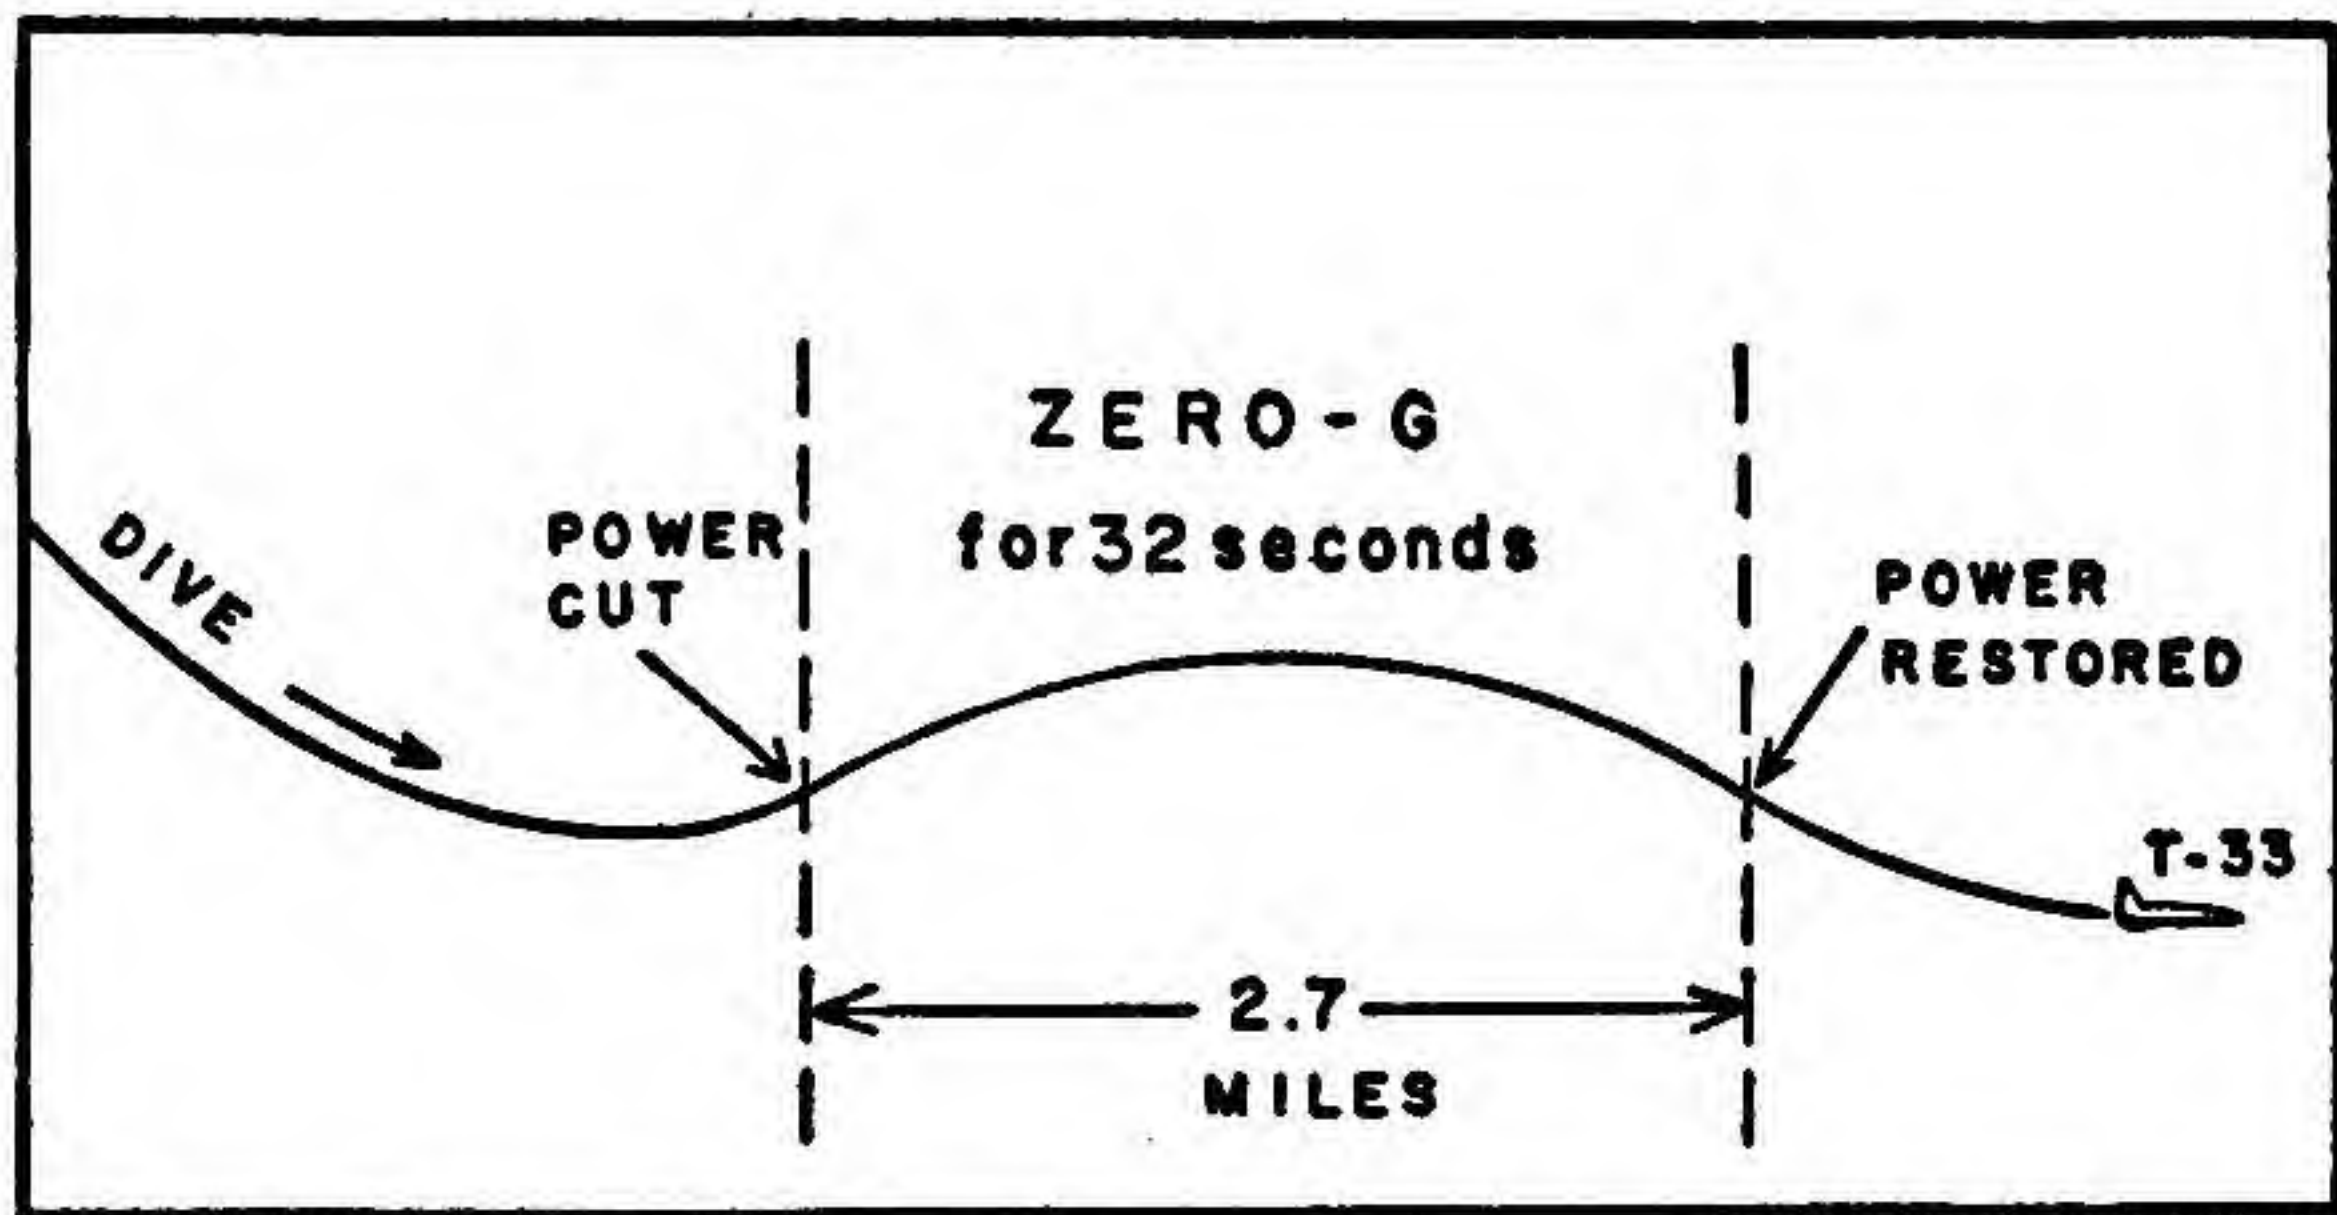 ZERO-G
for 32 seconds
DIVE
POWER
CUT
POWER
RESTORED
T-33
2.7
MILES